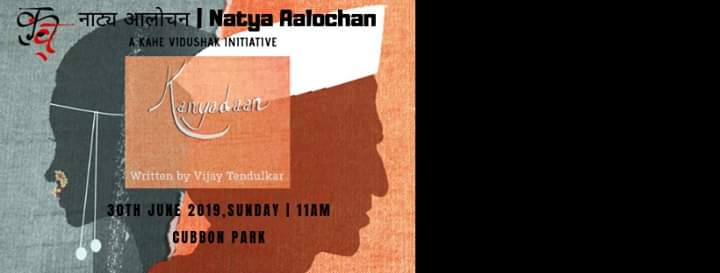 नाट्य आलोचन | Natya Aalochan
A KAHE VIDUSHAK INITIATIVE
Kanyadaan
Written by Vijay Tendulkar
30TH JUNE 2019,SUNDAY | 11AM
CUBBON PARK